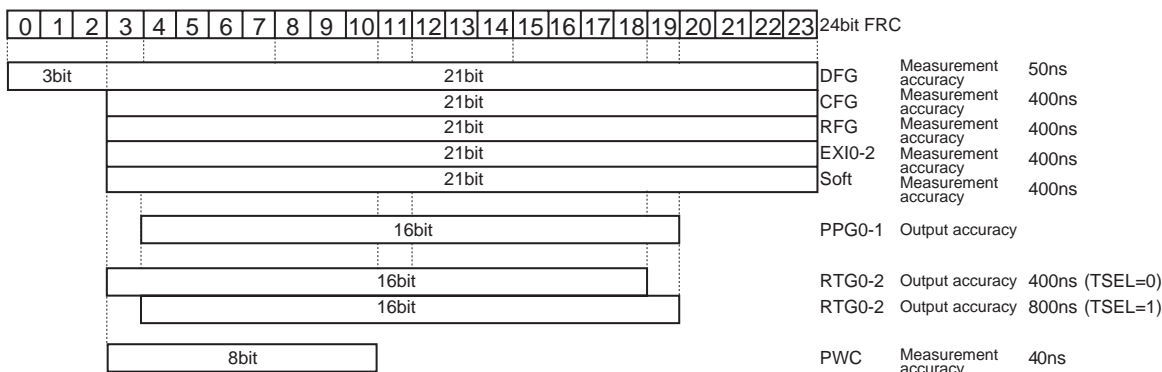 0 1 2 3 4 5 6 7 8 9 10 11 12 13 14 15 16 17 18 19 20 21 22 23 24bit FRC
3bit 21bit DFG Measurement accuracy 50ns
21bit CFG Measurement accuracy 400ns
21bit RFG Measurement accuracy 400ns
21bit EXI0-2 Measurement accuracy 400ns
21bit Soft Measurement accuracy 400ns
16bit PPG0-1 Output accuracy
16bit RTG0-2 Output accuracy 400ns (TSEL=0)
16bit RTG0-2 Output accuracy 800ns (TSEL=1)
8bit PWC Measurement accuracy 40ns